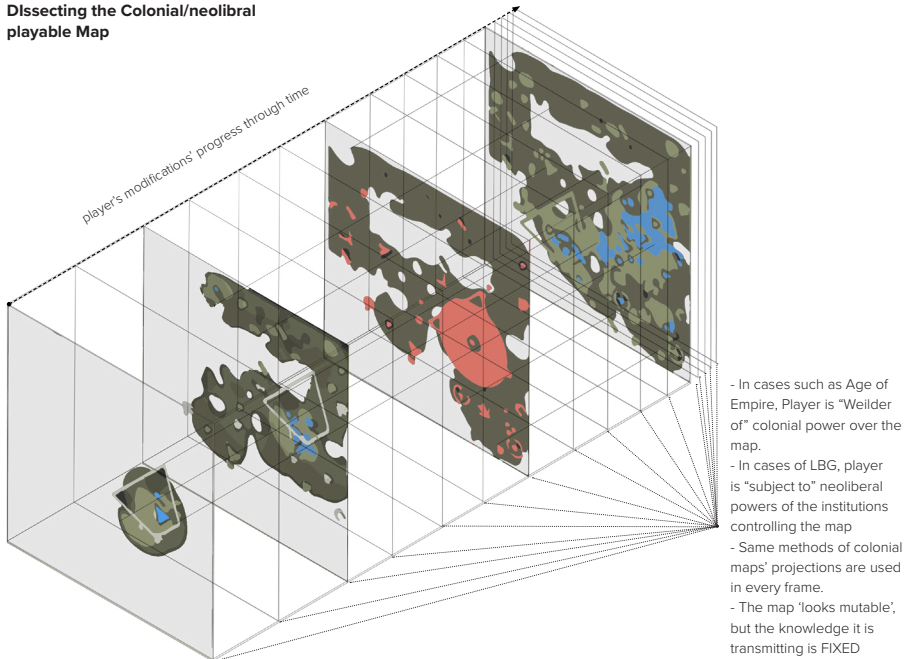 DIssecting the Colonial/neolibral
playable Map
player's modifications' progress through time
- In cases such as Age of
Empire, Player is “Weilder
of” colonial power over the
map.
- In cases of LBG, player
is “subject to” neoliberal
powers of the institutions
controlling the map
- Same methods of colonial
maps’ projections are used
in every frame.
- The map ‘looks mutable’,
but the knowledge it is
transmitting is FIXED